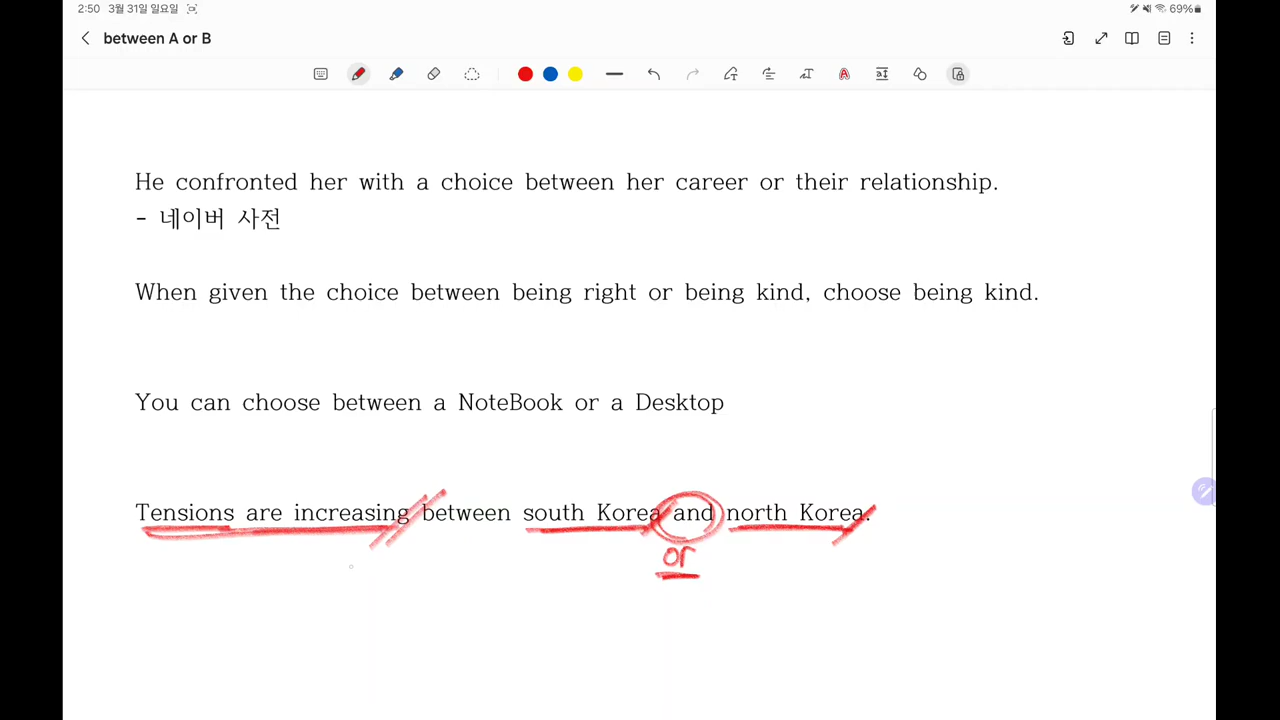 2:50 3월 31일 일요일
69%
between A or B
He confronted her with a choice between her career or their relationship.
- 네이버 사전
When given the choice between being right or being kind, choose being kind.
You can choose between a NoteBook or a Desktop
Tensions are increasing between south Korea and north Korea.
or